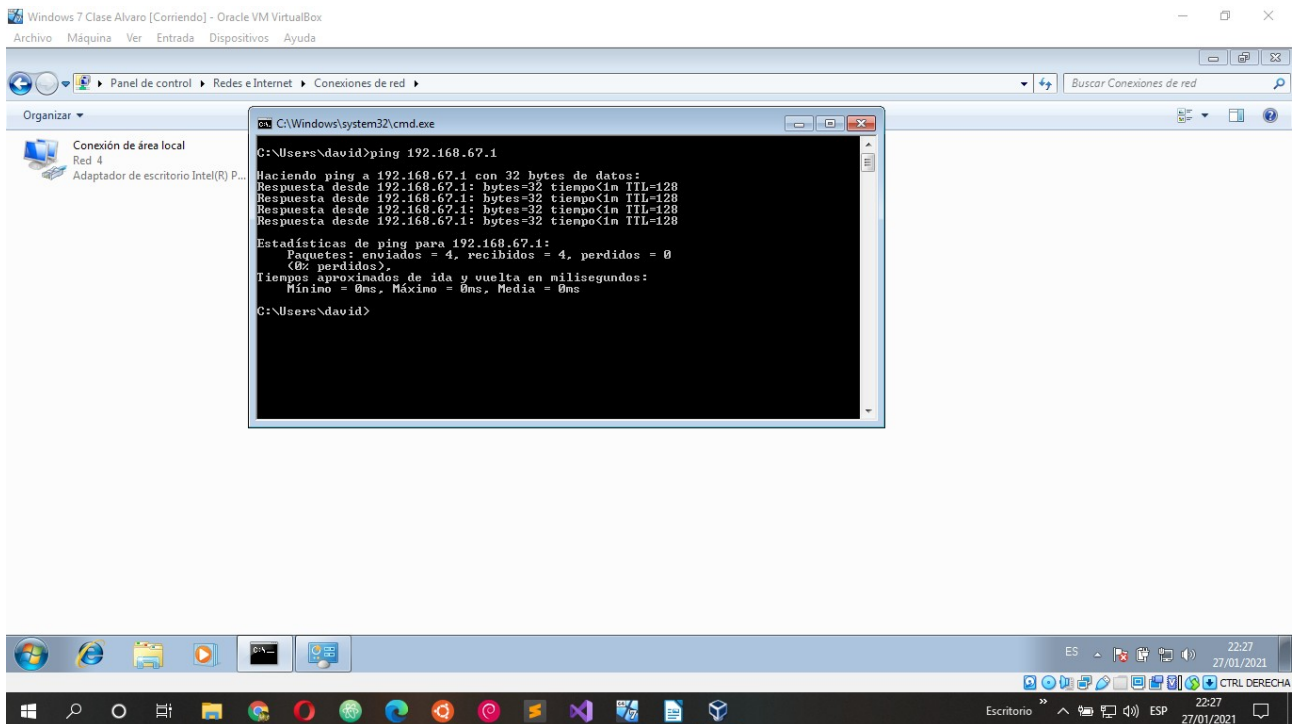 Windows 7 Clase Alvaro [Corriendo] - Oracle VM VirtualBox
Archivo Máquina Ver Entrada Dispositivos Ayuda
Panel de control Redes e Internet Conexiones de red
Buscar Conexiones de red
Organizar
Conexión de área local
Red 4
Adaptador de escritorio Intel(R) P...
C:\Windows\system32\cmd.exe
C:\Users\david>ping 192.168.67.1
Haciendo ping a 192.168.67.1 con 32 bytes de datos:
Respuesta desde 192.168.67.1: bytes=32 tiempo<1m TTL=128
Respuesta desde 192.168.67.1: bytes=32 tiempo<1m TTL=128
Respuesta desde 192.168.67.1: bytes=32 tiempo<1m TTL=128
Respuesta desde 192.168.67.1: bytes=32 tiempo<1m TTL=128
Estadísticas de ping para 192.168.67.1:
Paquetes: enviados = 4, recibidos = 4, perdidos = 0
(0% perdidos),
Tiempos aproximados de ida y vuelta en milisegundos:
Mínimo = 0ms, Máximo = 0ms, Media = 0ms
C:\Users\david>
ES
22:27
27/01/2021
CTRL DERECHA
Escritorio
ESP
22:27
27/01/2021